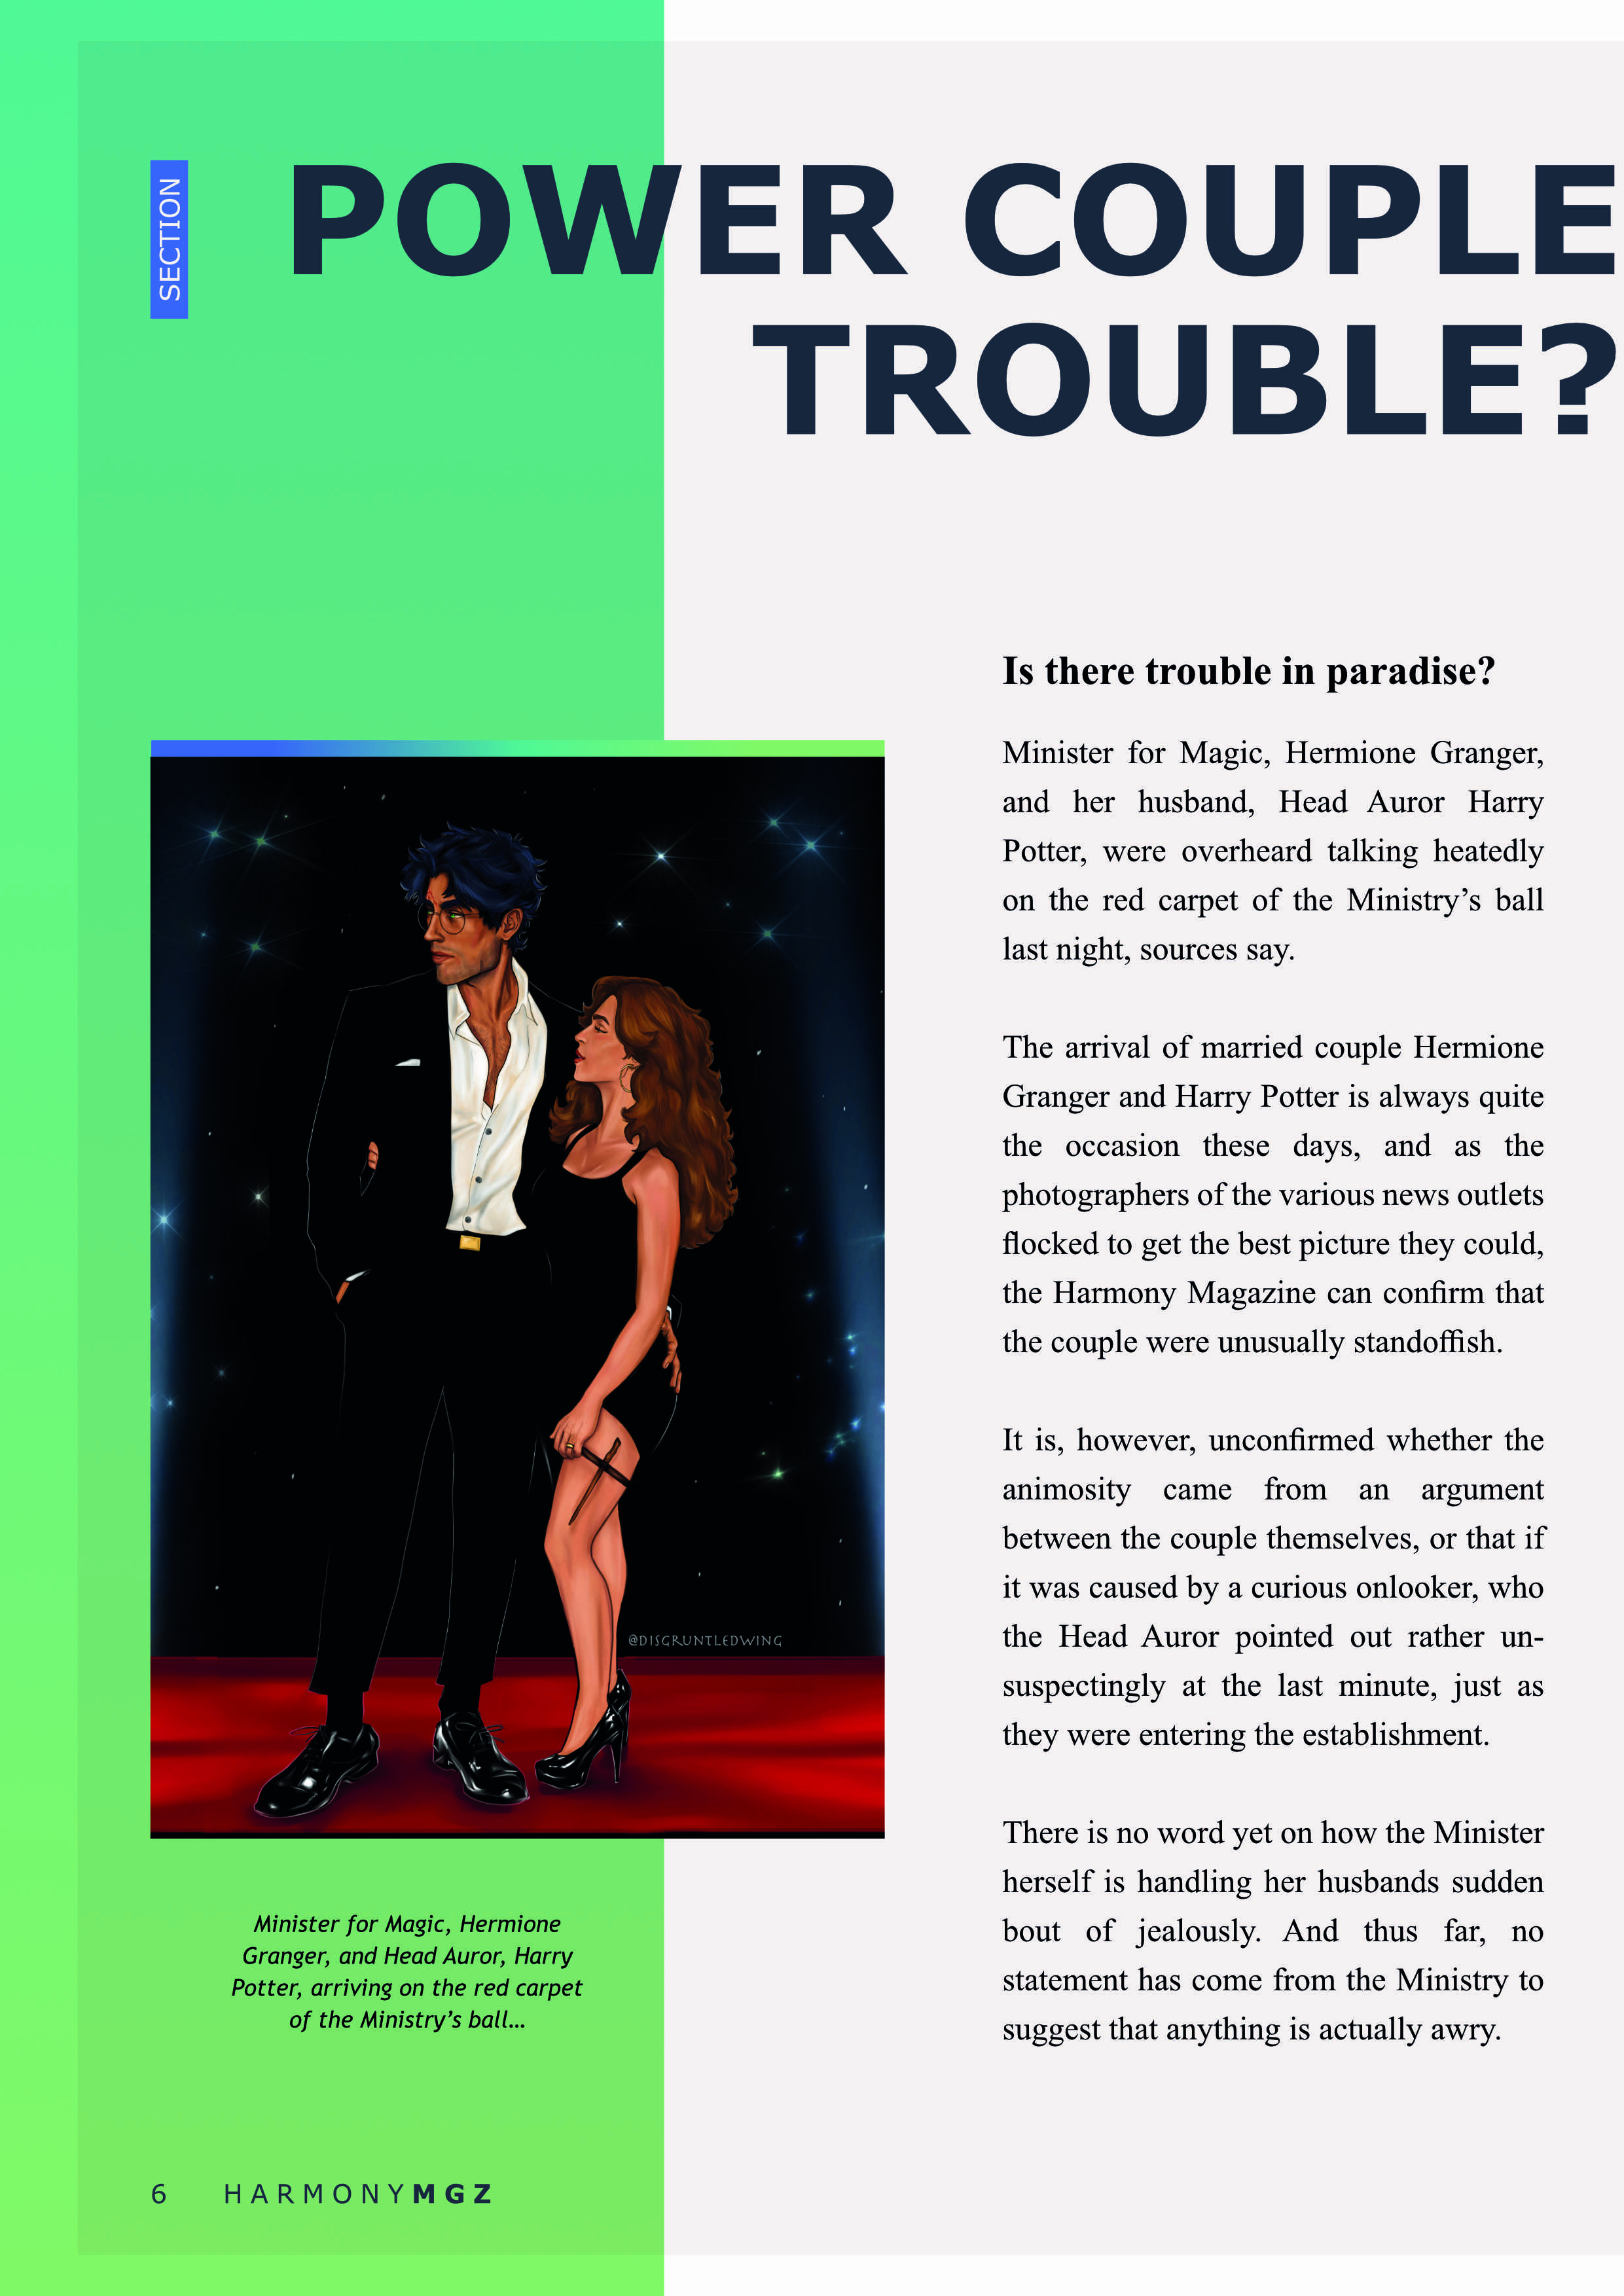 SECTION
POWER COUPLE
TROUBLE?
Is there trouble in paradise?
Minister for Magic, Hermione Granger,
and her husband, Head Auror Harry
Potter, were overheard talking heatedly
on the red carpet of the Ministry’s ball
last night, sources say.
The arrival of married couple Hermione
Granger and Harry Potter is always quite
the occasion these days, and as the
photographers of the various news outlets
flocked to get the best picture they could,
the Harmony Magazine can confirm that
the couple were unusually standoffish.
It is, however, unconfirmed whether the
animosity came from an argument
between the couple themselves, or that if
it was caused by a curious onlooker, who
the Head Auror pointed out rather un-
suspectingly at the last minute, just as
they were entering the establishment.
There is no word yet on how the Minister
herself is handling her husbands sudden
bout of jealously. And thus far, no
statement has come from the Ministry to
suggest that anything is actually awry.
@DISGRUNTLEDWING
Minister for Magic, Hermione
Granger, and Head Auror, Harry
Potter, arriving on the red carpet
of the Ministry’s ball...
6 HARMONYMGZ